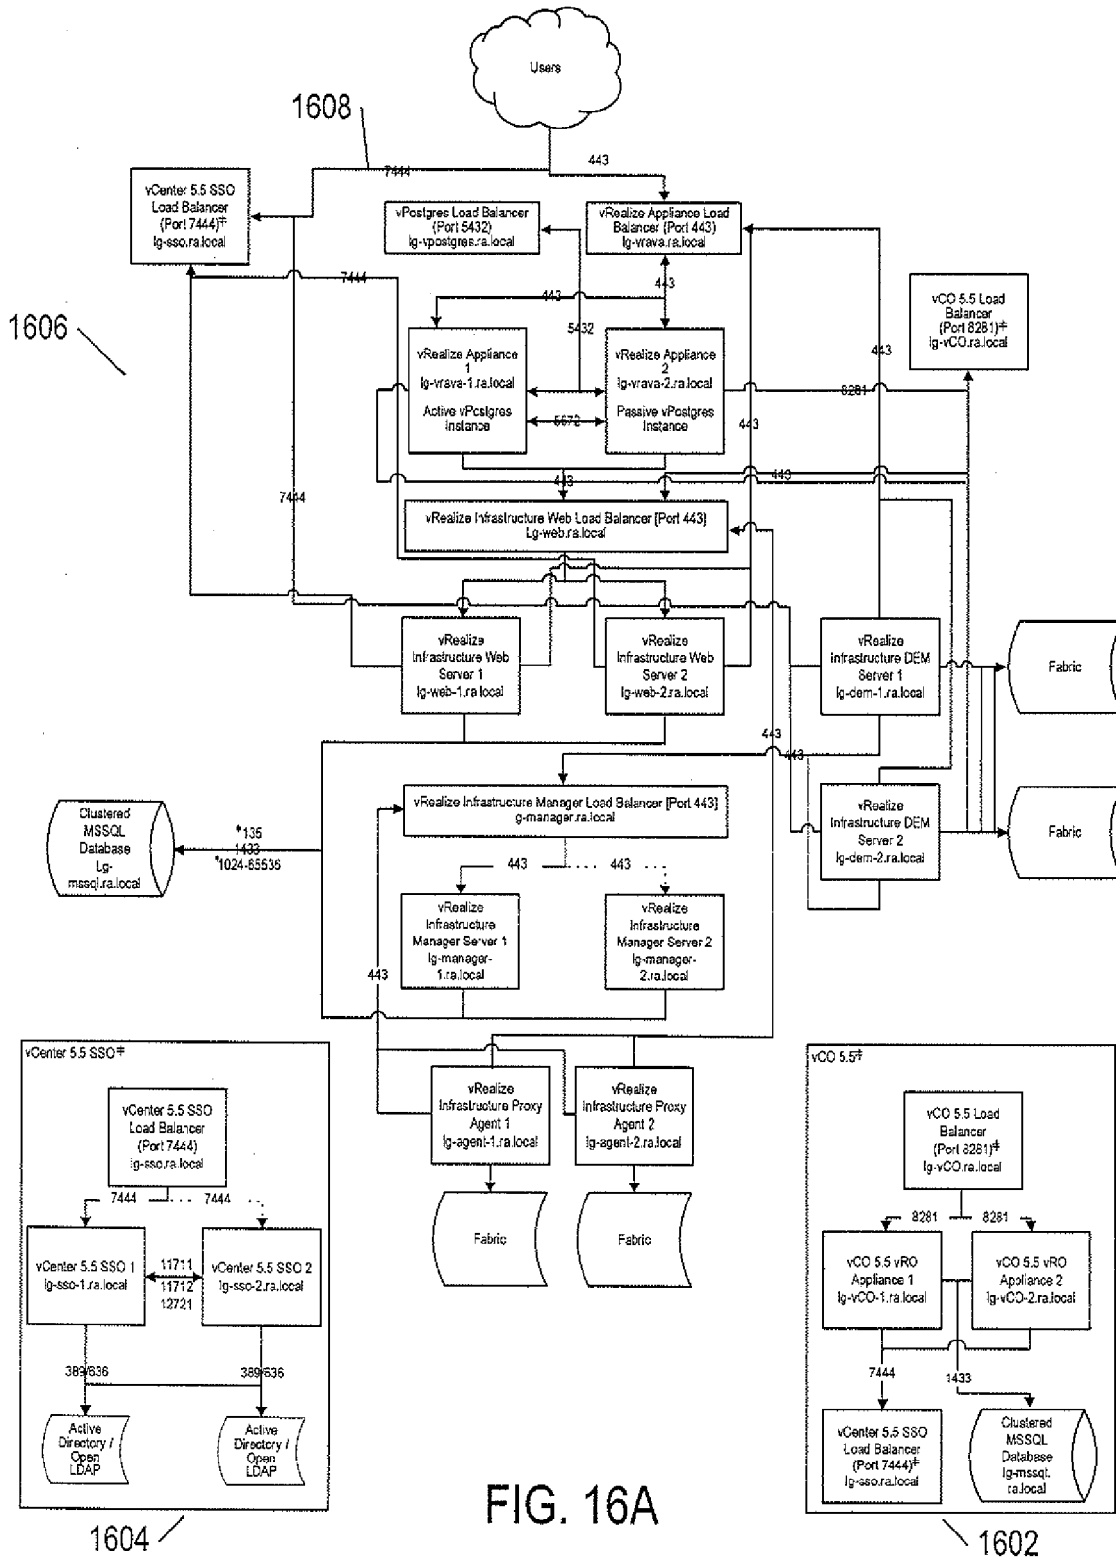 Users
1608
7444
443
vCenter 5.5 SSO
Load Balancer
(Port 7444)‡
lg-sso.ra.local
vPostgres Load Balancer
(Port 5432)
lg-vpostgres.ra.local
vRealize Appliance Load
Balancer (Port 443)
lg-vrava.ra.local
7444
443
443
5432
443
1606
vCO 5.5 Load
Balancer
(Port 8281)‡
lg-vCO.ra.local
vRealize Appliance
1
lg-vrava-1.ra.local
Active vPostgres
Instance
5672
vRealize Appliance
2
lg-vrava-2.ra.local
Passive vPostgres
Instance
8281
443
7444
443
443
vRealize Infrastructure Web Load Balancer [Port 443]
Lg-web.ra.local
vRealize
Infrastructure Web
Server 1
lg-web-1.ra.local
vRealize
Infrastructure Web
Server 2
lg-web-2.ra.local
vRealize
Infrastructure DEM
Server 1
lg-dem-1.ra.local
Fabric
443
443
vRealize Infrastructure Manager Load Balancer [Port 443]
g-manager.ra.local
vRealize
Infrastructure DEM
Server 2
lg-dem-2.ra.local
Fabric
Clustered
MSSQL
Database
Lg-
mssql.ra.local
*135
1433
*1024-65536
443
443
vRealize
Infrastructure
Manager Server 1
lg-manager-
1.ra.local
vRealize
Infrastructure
Manager Server 2
lg-manager-
2.ra.local
443
vRealize
Infrastructure Proxy
Agent 1
lg-agent-1.ra.local
vRealize
Infrastructure Proxy
Agent 2
lg-agent-2.ra.local
Fabric
Fabric
vCenter 5.5 SSO‡
vCenter 5.5 SSO
Load Balancer
(Port 7444)
lg-sso.ra.local
7444
7444
vCenter 5.5 SSO 1
lg-sso-1.ra.local
11711
11712
12721
vCenter 5.5 SSO 2
lg-sso-2.ra.local
389/636
389/636
Active
Directory /
Open
LDAP
Active
Directory /
Open
LDAP
1604
vCO 5.5‡
vCO 5.5 Load
Balancer
(Port 8281)‡
lg-vCO.ra.local
8281
8281
vCO 5.5 vRO
Appliance 1
lg-vCO-1.ra.local
vCO 5.5 vRO
Appliance 2
lg-vCO-2.ra.local
7444
1433
vCenter 5.5 SSO
Load Balancer
(Port 7444)‡
lg-sso.ra.local
Clustered
MSSQL
Database
lg-mssql.
ra.local
1602
FIG. 16A